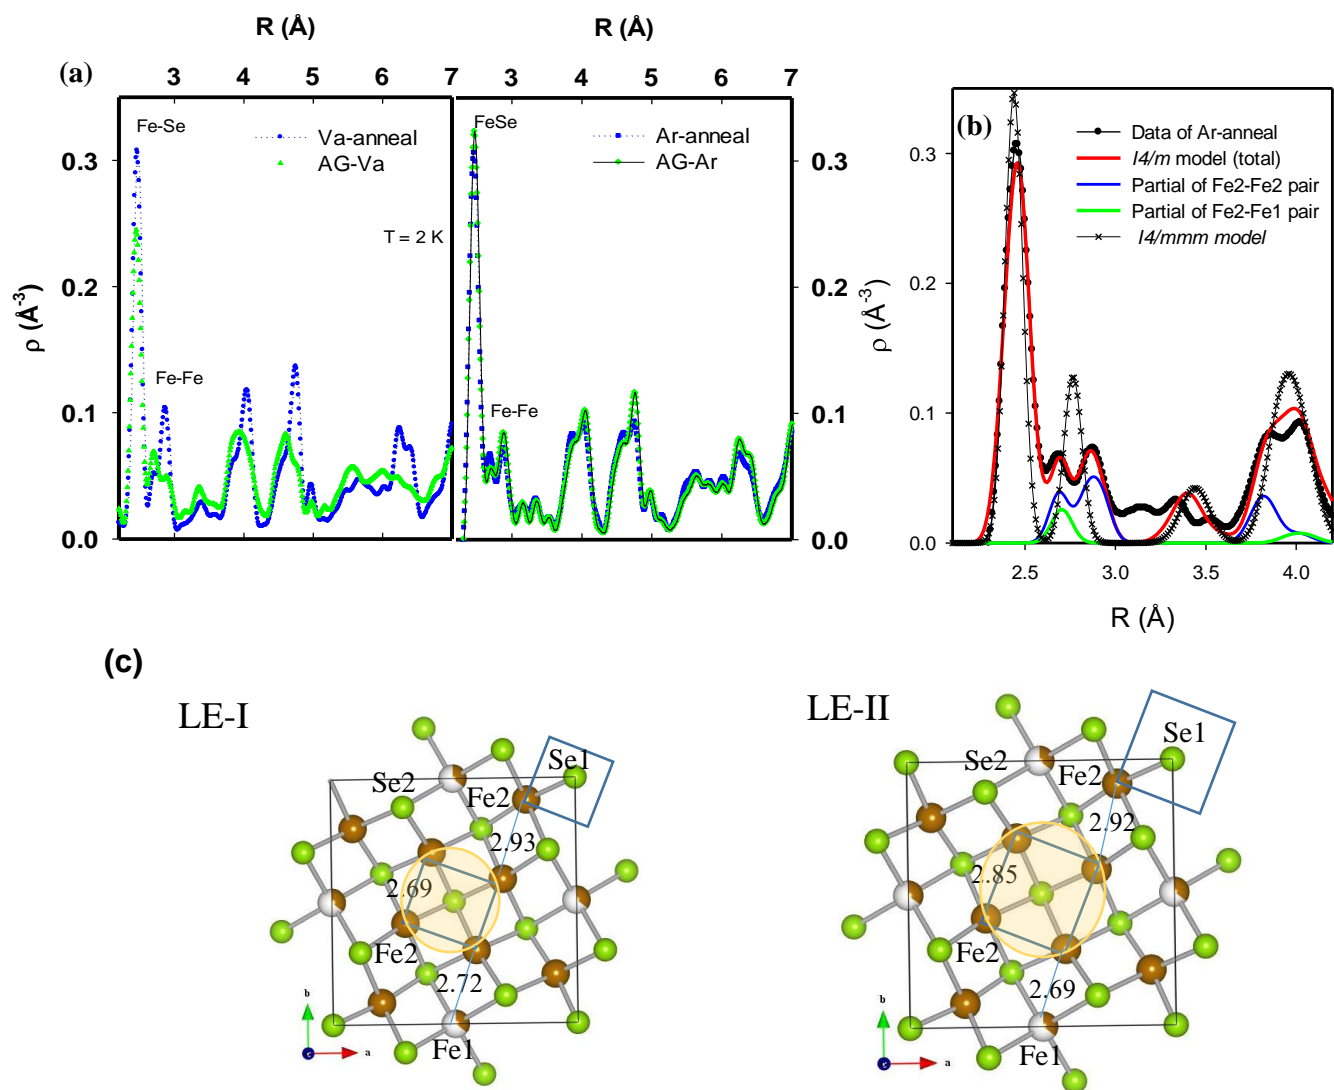 R (Å)
R (Å)
(a)
3 4 5 6 7
3 4 5 6 7
Fe-Se
Va-anneal
AG-Va
FeSe
Ar-anneal
AG-Ar
T = 2 K
Fe-Fe
Fe-Fe
ρ (Å⁻³)
0.3
0.2
0.1
0.0
0.3
0.2
0.1
0.0
(b)
Data of Ar-anneal
I4/m model (total)
Partial of Fe2-Fe2 pair
Partial of Fe2-Fe1 pair
I4/mmm model
ρ (Å⁻³)
0.3
0.2
0.1
0.0
2.5 3.0 3.5 4.0
R (Å)
(c)
LE-I
Se1
Se2
Fe2
2.93
2.69
Fe2
2.72
Fe1
b
a
c
LE-II
Se1
Se2
Fe2
2.92
2.85
Fe2
2.69
Fe1
b
a